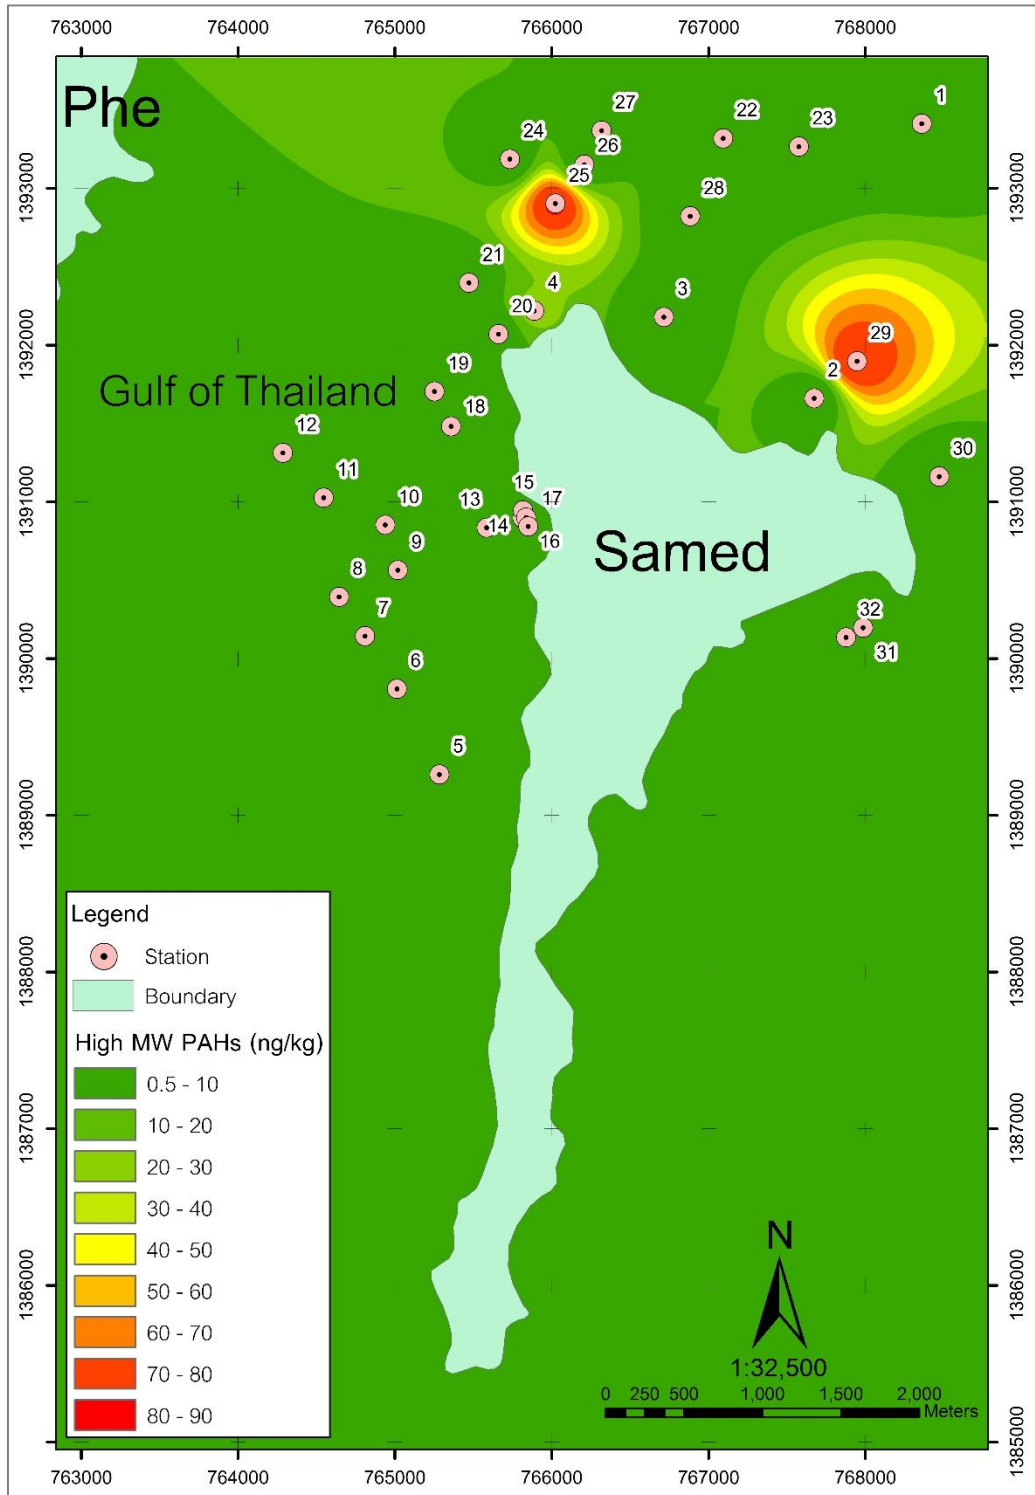 763000 764000 765000 766000 767000 768000
Phe
27
1
22
23
24
26
25
28
1393000
1393000
21
4
3
20
29
1392000
1392000
2
19
Gulf of Thailand
18
12
30
11
15
1391000
1391000
10
13
17
14
9
16
Samed
8
7
32
31
1390000
1390000
6
5
1389000
1389000
Legend
Station
Boundary
High MW PAHs (ng/kg)
0.5 - 10
10 - 20
20 - 30
30 - 40
40 - 50
50 - 60
60 - 70
70 - 80
80 - 90
1388000
1388000
1387000
1387000
1386000
1386000
N
1:32,500
0 250 500 1,000 1,500 2,000
Meters
1385000
1385000
763000 764000 765000 766000 767000 768000